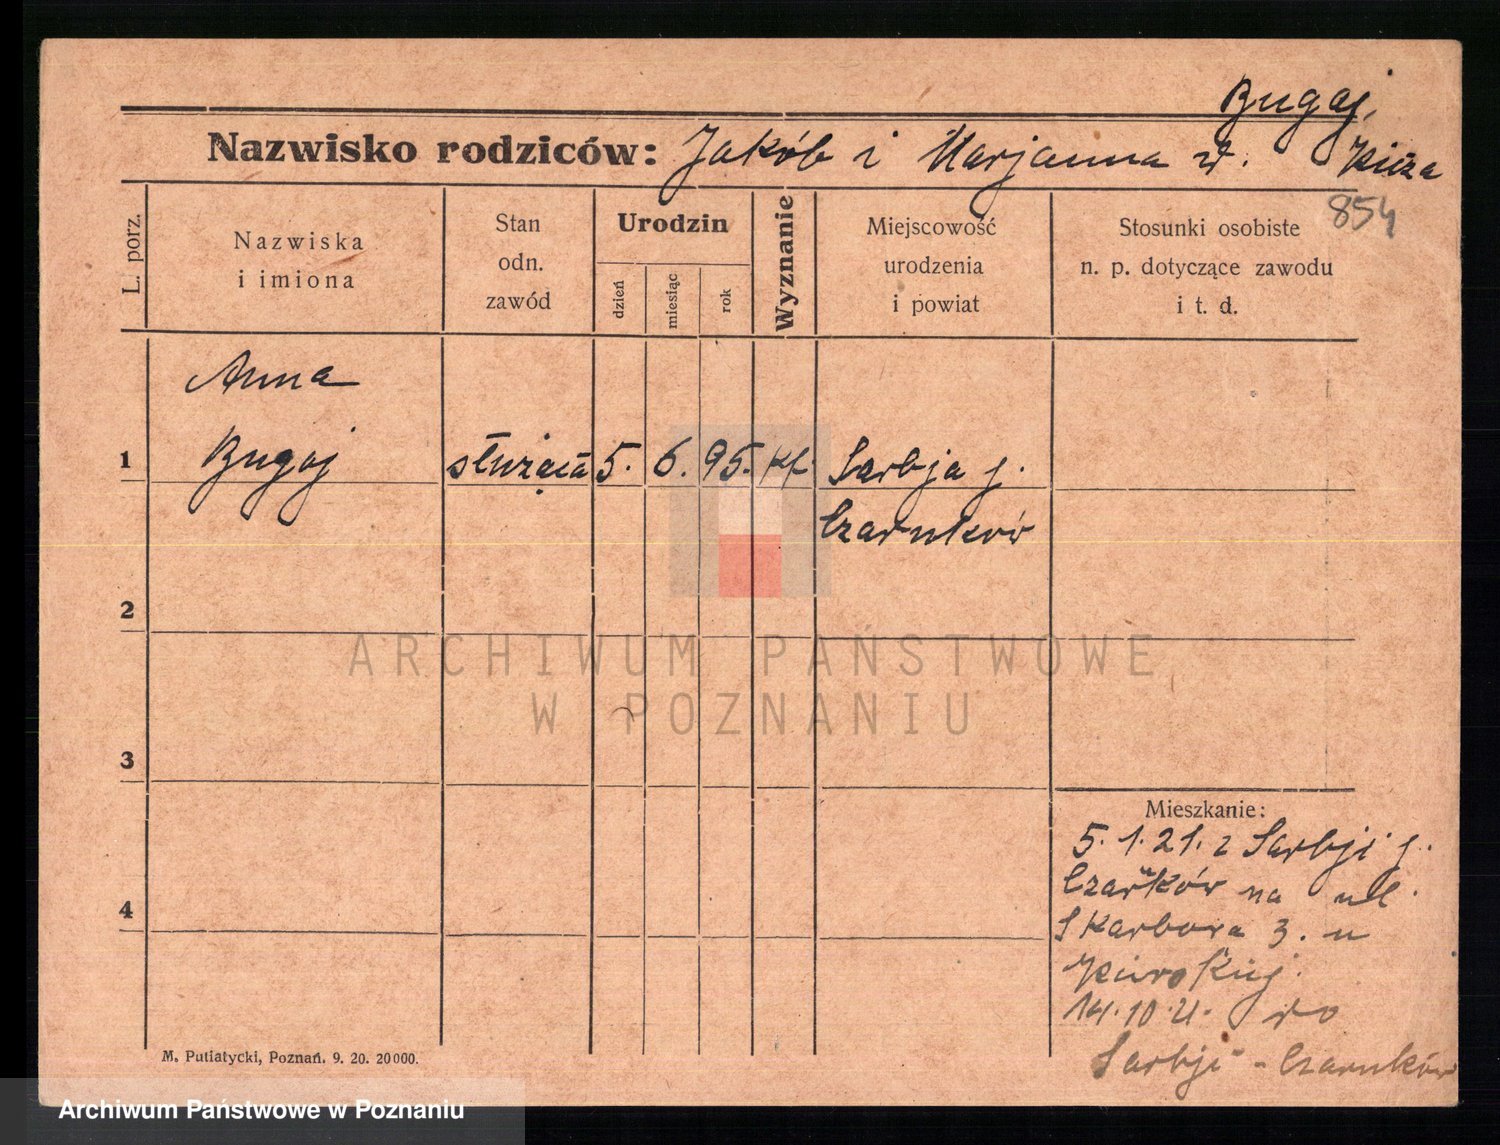 Bugaj,
Nazwisko rodziców: Jakób i Marjanna d. Kuza
854
L. porz.
Nazwiska i imiona
Stan odn. zawód
Urodzin
dzień
miesiąc
rok
Wyznanie
Miejscowość urodzenia i powiat
Stosunki osobiste n. p. dotyczące zawodu i t. d.
Anna
1 Bugaj służąca 5. 6. 95. kt. Sarbja p.
Czarnków
2
ARCHIWUM PAŃSTWOWE
W POZNANIU
3
Mieszkanie:
5. 1. 21. z Sarbji p.
Czarnków na ul.
Skarbowa 3. u
14. 10 21. do
4
Sarbji - Czarnków
M. Putiatycki, Poznań. 9. 20. 20000.
Archiwum Państwowe w Poznaniu